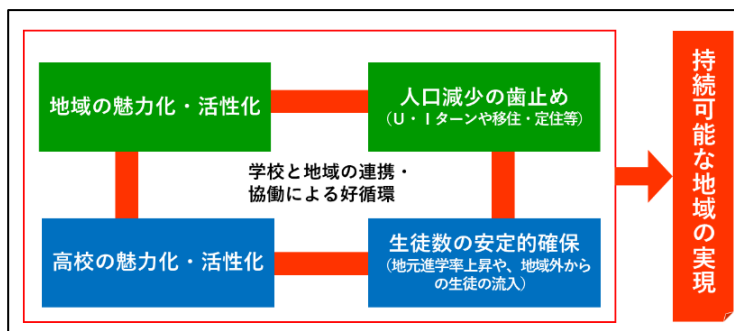 地域の魅力化・活性化
人口減少の歯止め
（U・Iターンや移住・定住等）
学校と地域の連携・
協働による好循環
高校の魅力化・活性化
生徒数の安定的確保
（地元進学率上昇や、地域外から
の生徒の流入）
持続可能な地域の実現